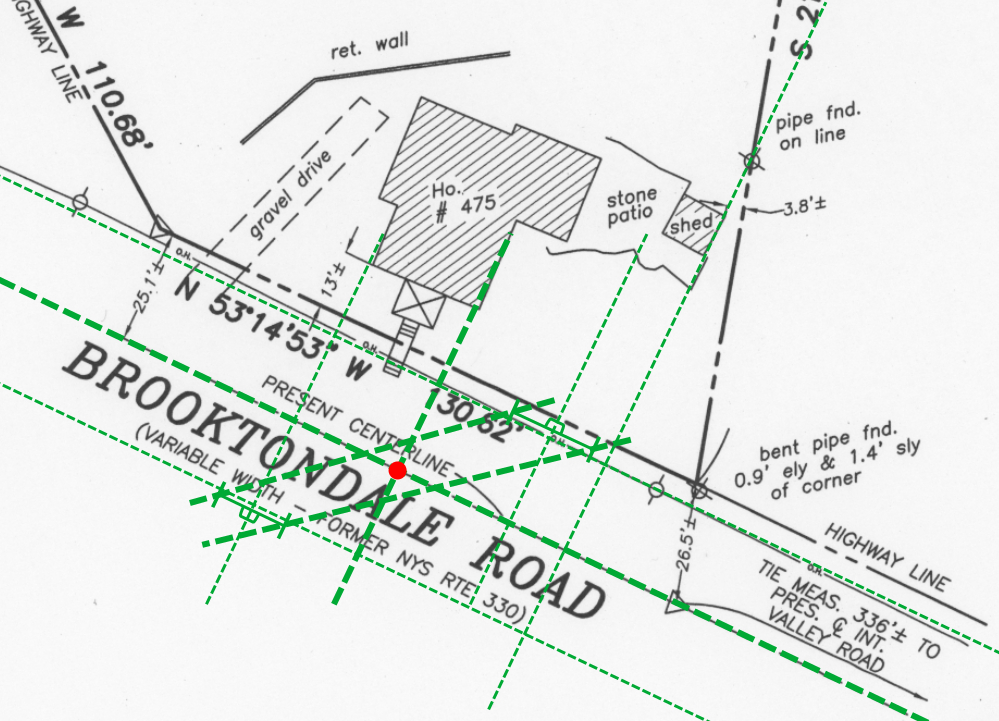 W 110.68'
HIGHWAY LINE
ret. wall
gravel drive
Ho.
# 475
stone
patio
shed
S 2
pipe fnd.
on line
3.8'±
25.1'±
13'±
O.H.
N 53°14'53" W
O.H.
130.52'
O.H.
PRESENT CENTERLINE
BROOKTONDALE ROAD
(VARIABLE WIDTH - FORMER NYS RTE 330)
bent pipe fnd.
0.9' ely & 1.4' sly
of corner
26.5'±
HIGHWAY LINE
O.H.
TIE MEAS. 336'± TO
PRES. ℄ INT.
VALLEY ROAD